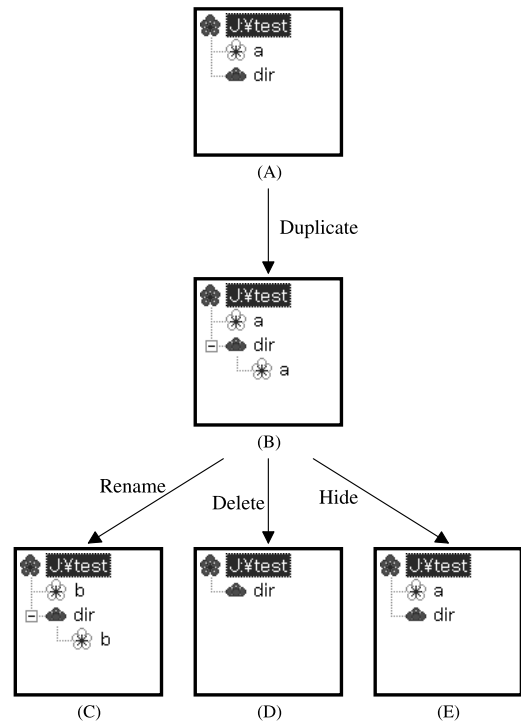 J:¥test
a
dir
(A)
Duplicate
J:¥test
a
dir
a
(B)
Rename
Delete
Hide
J:¥test
b
dir
b
(C)
J:¥test
dir
(D)
J:¥test
a
dir
(E)